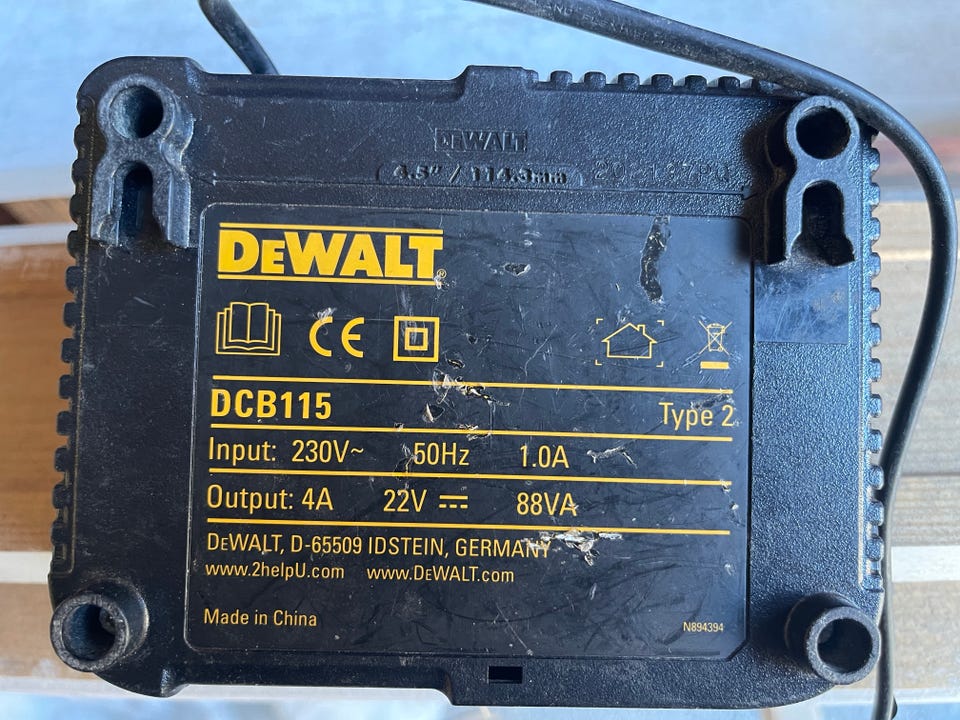 DEWALT
4.5" / 114.3mm
DEWALT®
CE
DCB115 Type 2
Input: 230V~ 50Hz 1.0A
Output: 4A 22V ⎓ 88VA
DEWALT, D-65509 IDSTEIN, GERMANY
www.2helpU.com www.DEWALT.com
Made in China N894394